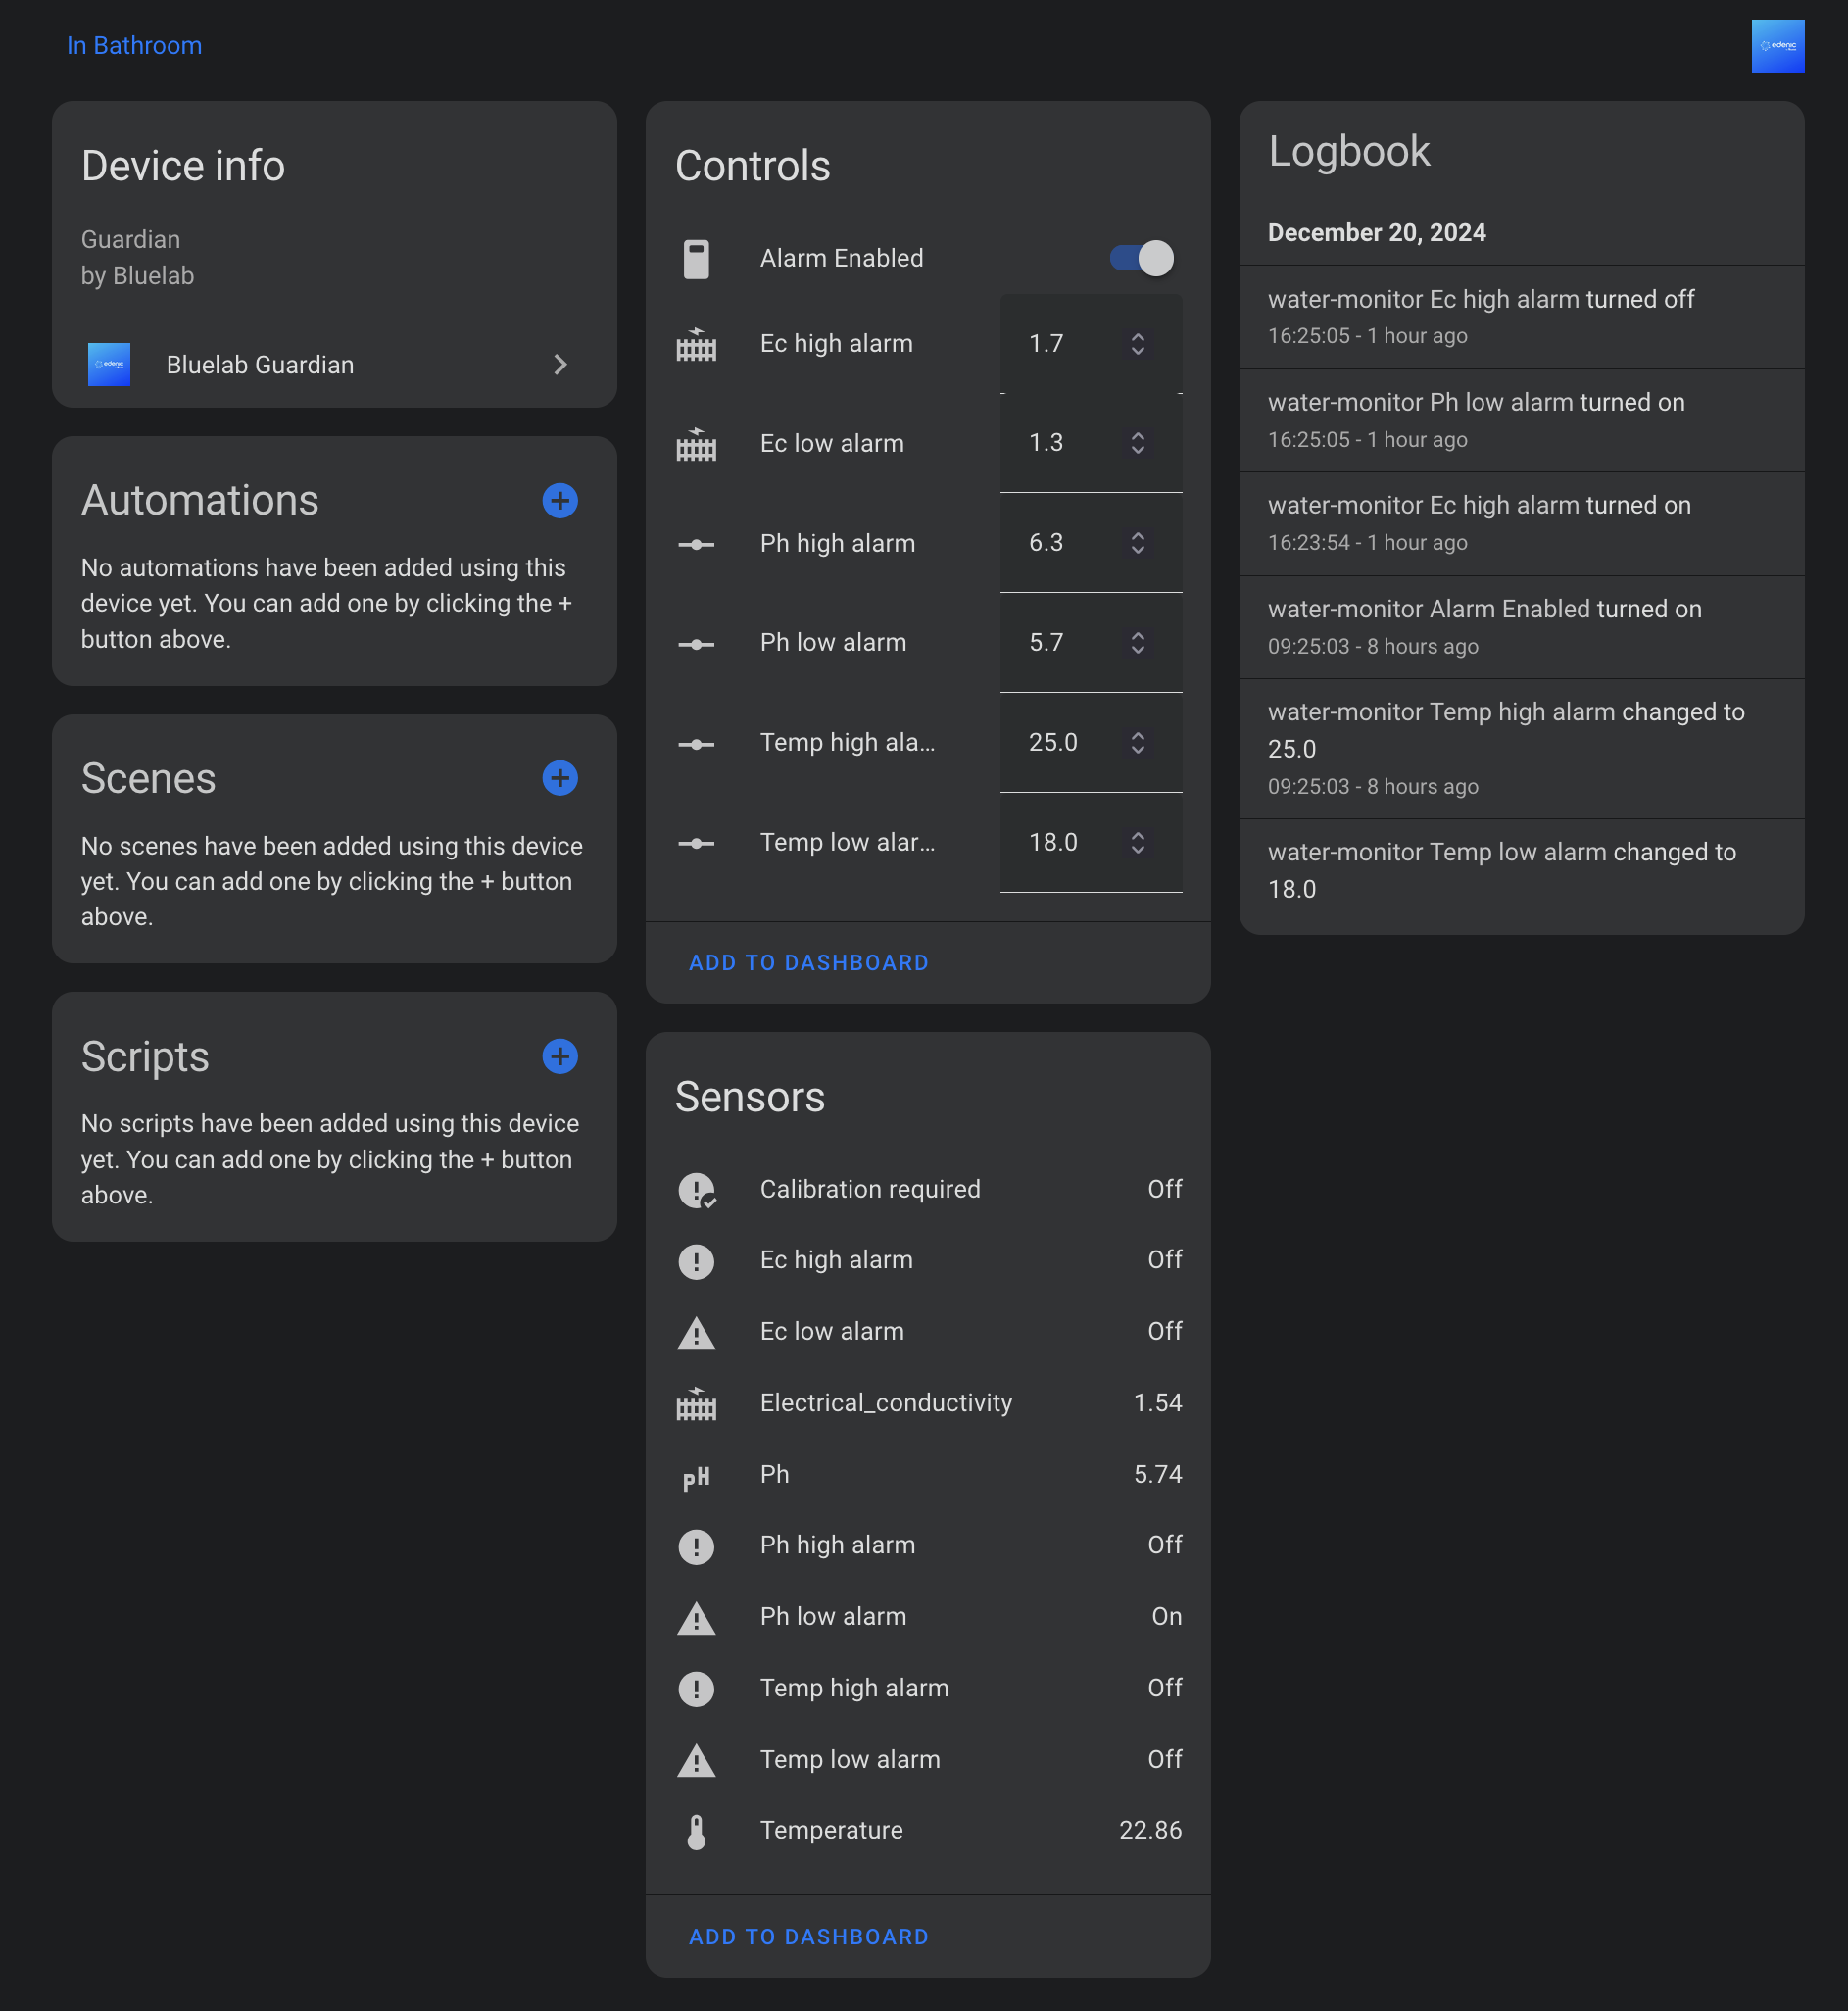 In Bathroom
edenic
Device info
Guardian
by Bluelab
edenic
Bluelab Guardian
Automations
No automations have been added using this
device yet. You can add one by clicking the +
button above.
Scenes
No scenes have been added using this device
yet. You can add one by clicking the + button
above.
Scripts
No scripts have been added using this device
yet. You can add one by clicking the + button
above.
Controls
Alarm Enabled
Ec high alarm 1.7
Ec low alarm 1.3
Ph high alarm 6.3
Ph low alarm 5.7
Temp high ala... 25.0
Temp low alar... 18.0
ADD TO DASHBOARD
Sensors
Calibration required Off
Ec high alarm Off
Ec low alarm Off
Electrical_conductivity 1.54
pH Ph 5.74
Ph high alarm Off
Ph low alarm On
Temp high alarm Off
Temp low alarm Off
Temperature 22.86
ADD TO DASHBOARD
Logbook
December 20, 2024
water-monitor Ec high alarm turned off
16:25:05 - 1 hour ago
water-monitor Ph low alarm turned on
16:25:05 - 1 hour ago
water-monitor Ec high alarm turned on
16:23:54 - 1 hour ago
water-monitor Alarm Enabled turned on
09:25:03 - 8 hours ago
water-monitor Temp high alarm changed to
25.0
09:25:03 - 8 hours ago
water-monitor Temp low alarm changed to
18.0